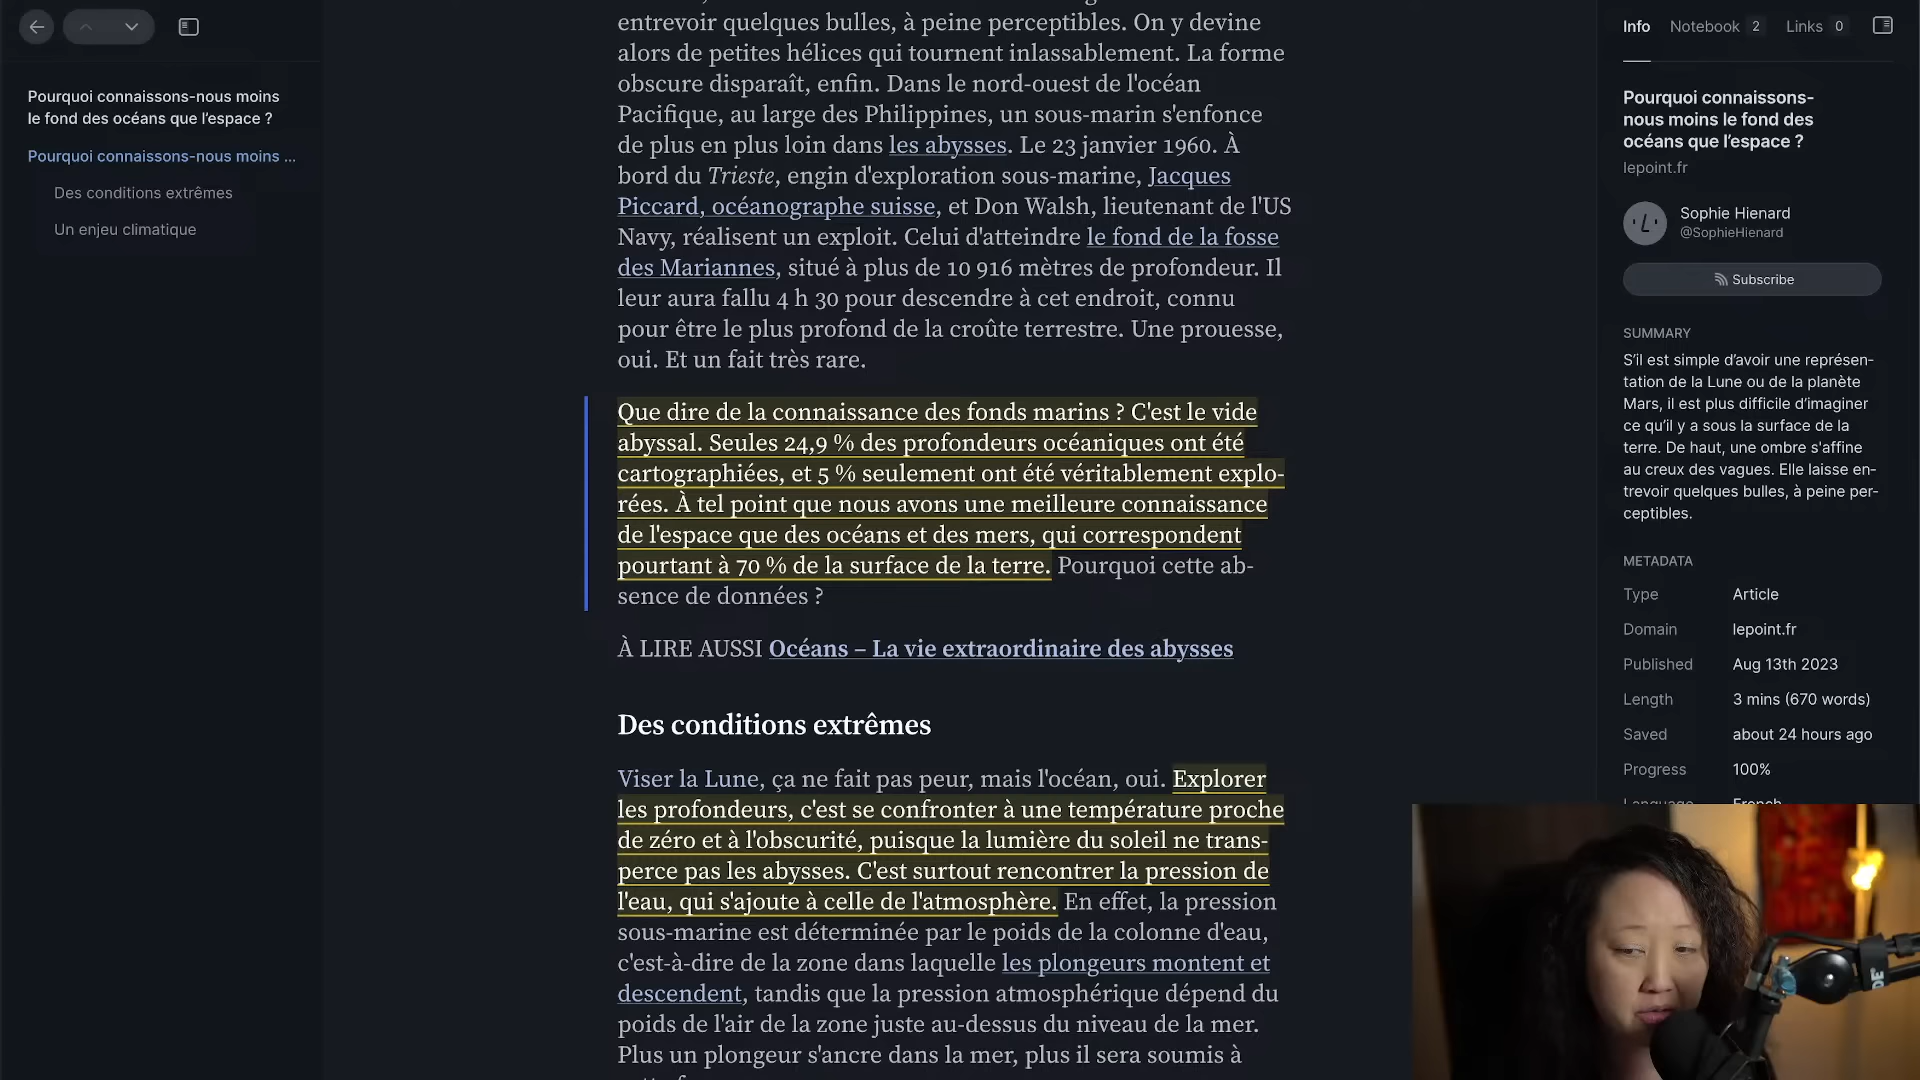 Pourquoi connaissons-nous moins
le fond des océans que l'espace ?
Pourquoi connaissons-nous moins ...
Des conditions extrêmes
Un enjeu climatique
entrevoir quelques bulles, à peine perceptibles. On y devine
alors de petites hélices qui tournent inlassablement. La forme
obscure disparaît, enfin. Dans le nord-ouest de l'océan
Pacifique, au large des Philippines, un sous-marin s'enfonce
de plus en plus loin dans les abysses. Le 23 janvier 1960. À
bord du Trieste, engin d'exploration sous-marine, Jacques
Piccard, océanographe suisse, et Don Walsh, lieutenant de l'US
Navy, réalisent un exploit. Celui d'atteindre le fond de la fosse
des Mariannes, situé à plus de 10 916 mètres de profondeur. Il
leur aura fallu 4 h 30 pour descendre à cet endroit, connu
pour être le plus profond de la croûte terrestre. Une prouesse,
oui. Et un fait très rare.
Que dire de la connaissance des fonds marins ? C'est le vide
abyssal. Seules 24,9 % des profondeurs océaniques ont été
cartographiées, et 5 % seulement ont été véritablement explo-
rées. À tel point que nous avons une meilleure connaissance
de l'espace que des océans et des mers, qui correspondent
pourtant à 70 % de la surface de la terre. Pourquoi cette ab-
sence de données ?
À LIRE AUSSI Océans – La vie extraordinaire des abysses
Des conditions extrêmes
Viser la Lune, ça ne fait pas peur, mais l'océan, oui. Explorer
les profondeurs, c'est se confronter à une température proche
de zéro et à l'obscurité, puisque la lumière du soleil ne trans-
perce pas les abysses. C'est surtout rencontrer la pression de
l'eau, qui s'ajoute à celle de l'atmosphère. En effet, la pression
sous-marine est déterminée par le poids de la colonne d'eau,
c'est-à-dire de la zone dans laquelle les plongeurs montent et
descendent, tandis que la pression atmosphérique dépend du
poids de l'air de la zone juste au-dessus du niveau de la mer.
Plus un plongeur s'ancre dans la mer, plus il sera soumis à
Info Notebook 2 Links 0
Pourquoi connaissons-
nous moins le fond des
océans que l'espace ?
lepoint.fr
Sophie Hienard
@SophieHienard
Subscribe
SUMMARY
S'il est simple d'avoir une représen-
tation de la Lune ou de la planète
Mars, il est plus difficile d'imaginer
ce qu'il y a sous la surface de la
terre. De haut, une ombre s'affine
au creux des vagues. Elle laisse en-
trevoir quelques bulles, à peine per-
ceptibles.
METADATA
Type Article
Domain lepoint.fr
Published Aug 13th 2023
Length 3 mins (670 words)
Saved about 24 hours ago
Progress 100%
Language French